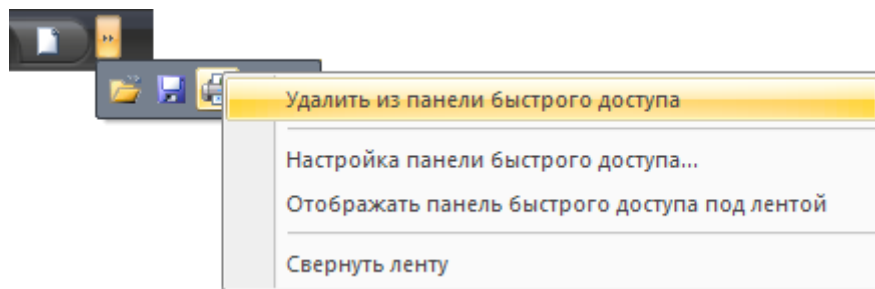 Удалить из панели быстрого доступа
Настройка панели быстрого доступа...
Отображать панель быстрого доступа под лентой
Свернуть ленту